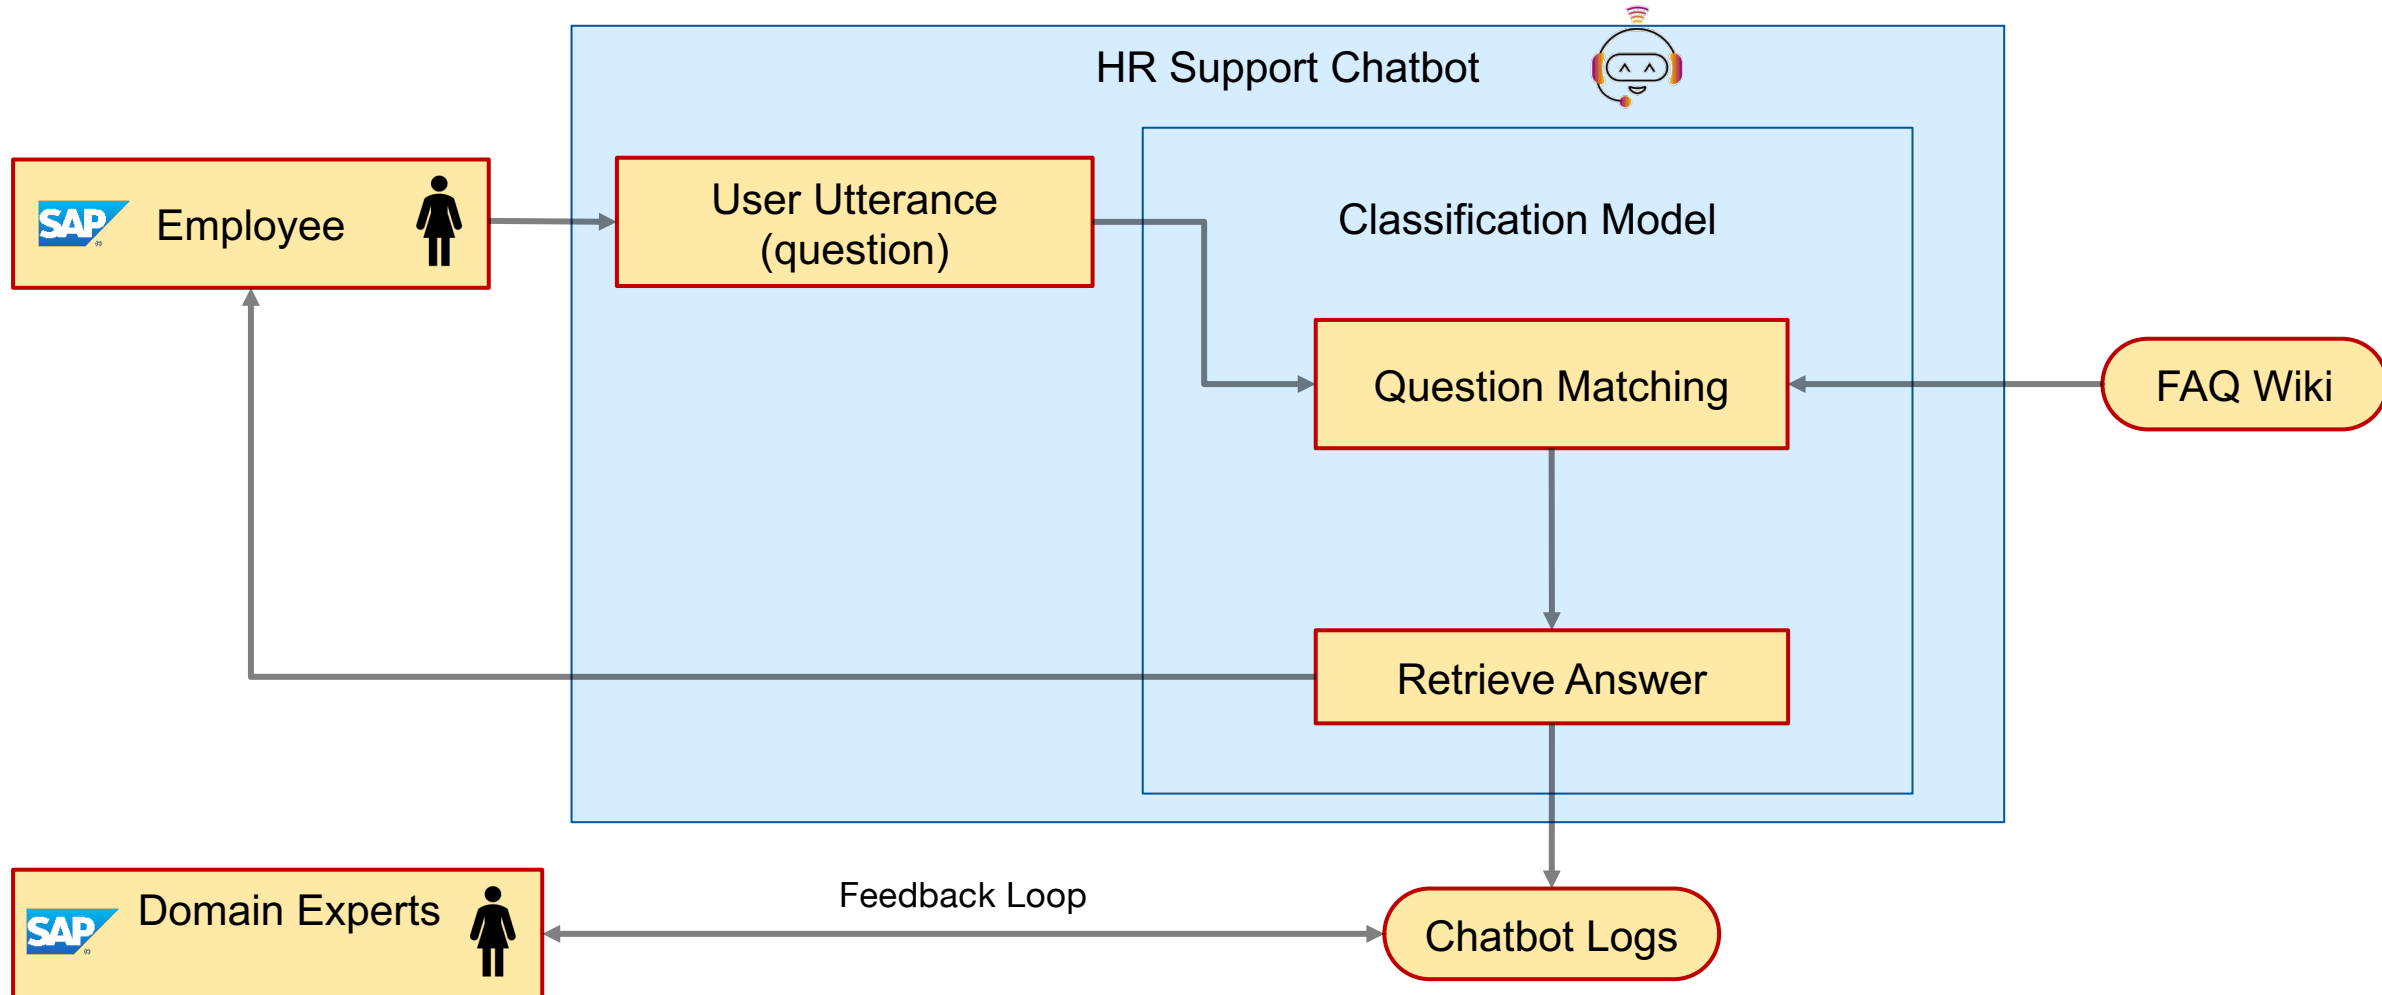 HR Support Chatbot
SAP
Employee
User Utterance
(question)
Classification Model
Question Matching
FAQ Wiki
Retrieve Answer
SAP
Domain Experts
Feedback Loop
Chatbot Logs